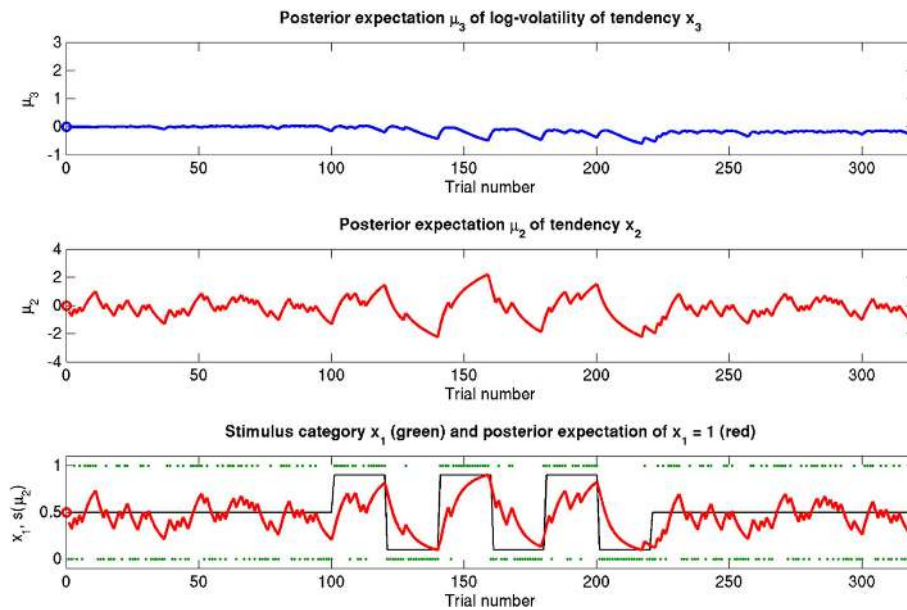 Posterior expectation μ3 of log-volatility of tendency x3
3
2
1
0
-1
μ3
0 50 100 150 200 250 300
Trial number
Posterior expectation μ2 of tendency x2
4
2
0
-2
-4
μ2
0 50 100 150 200 250 300
Trial number
Stimulus category x1 (green) and posterior expectation of x1 = 1 (red)
1
0.5
0
x1, s(μ2)
0 50 100 150 200 250 300
Trial number